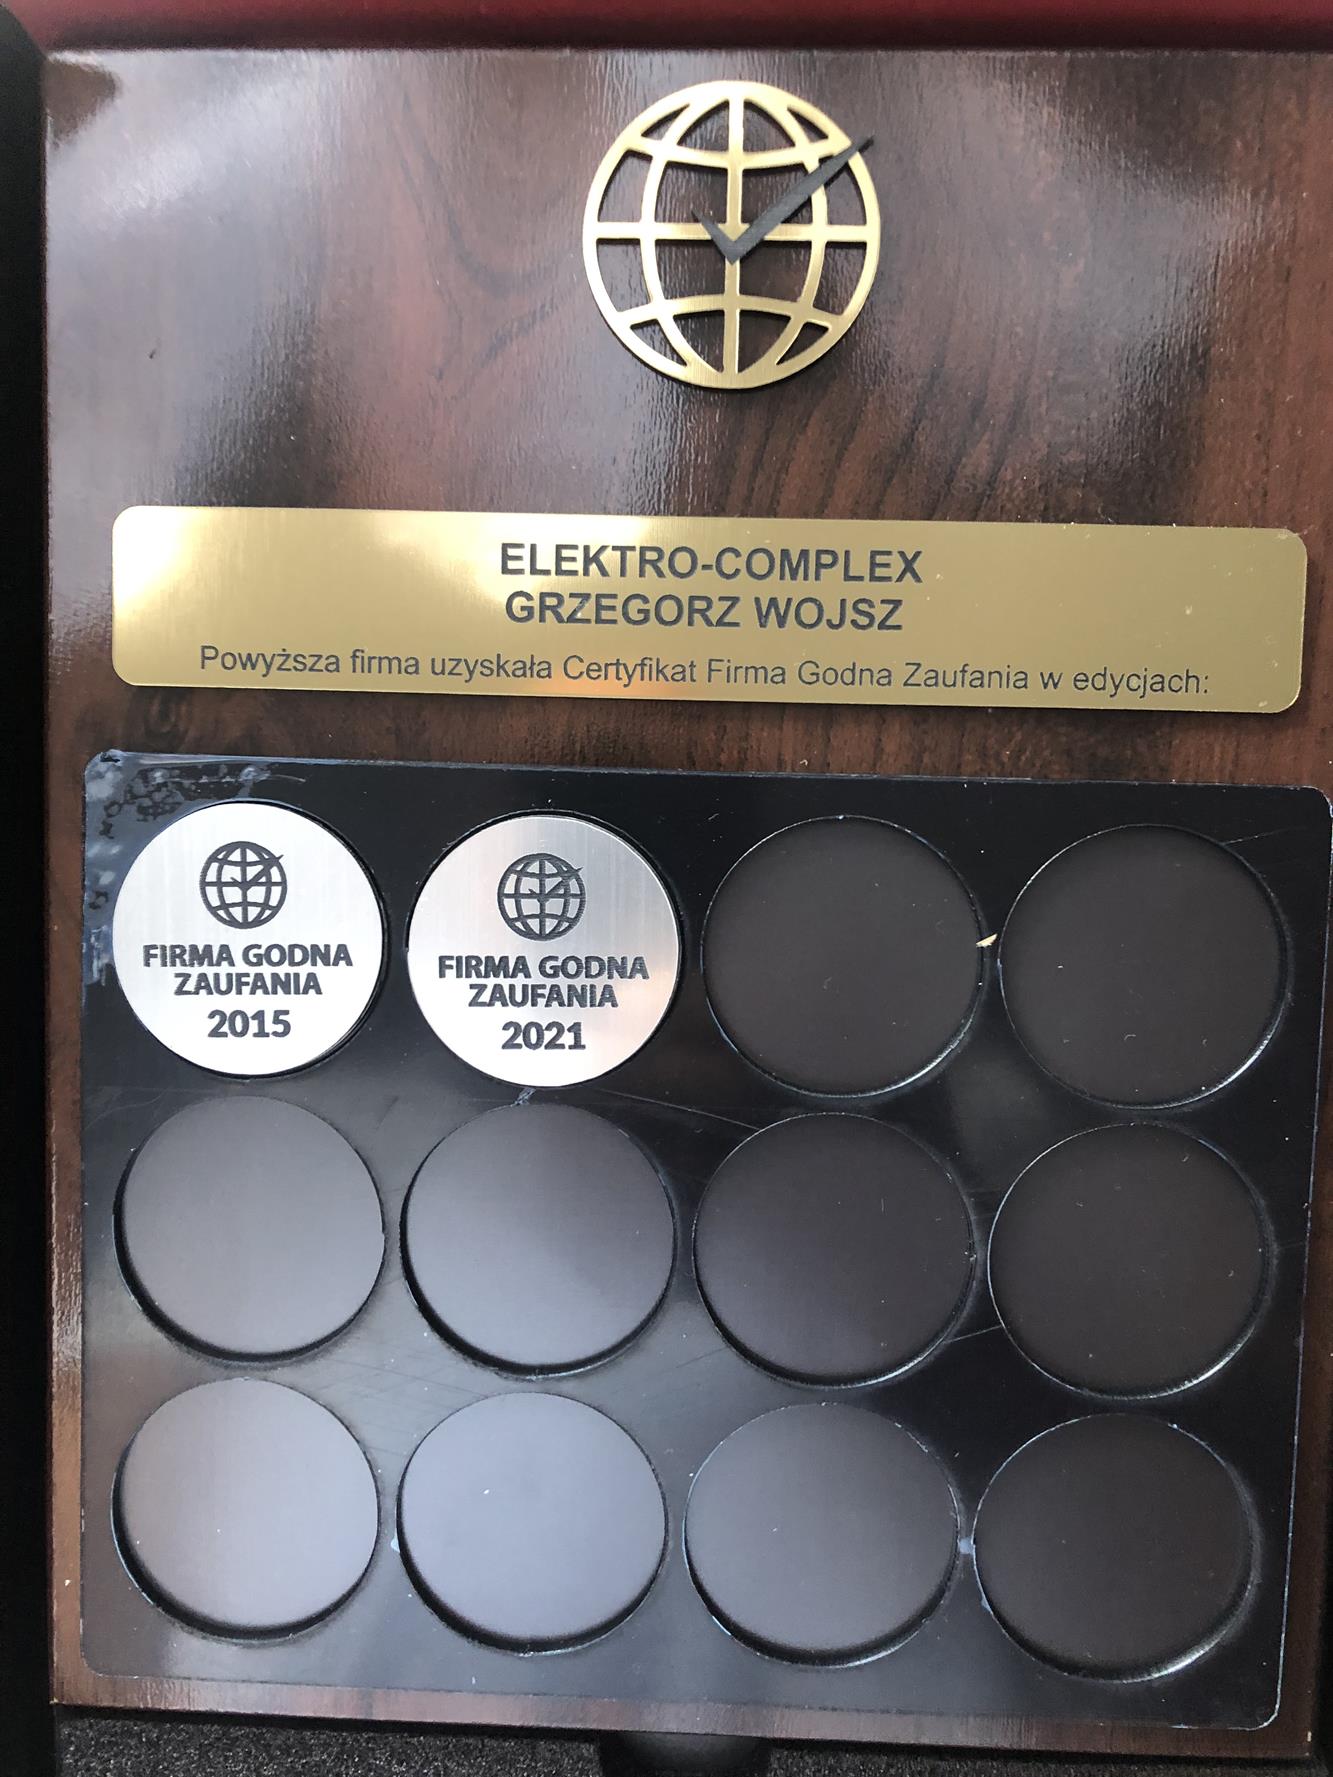 ELEKTRO-COMPLEX
GRZEGORZ WOJSZ
Powyższa firma uzyskała Certyfikat Firma Godna Zaufania w edycjach:
FIRMA GODNA
ZAUFANIA
2015
FIRMA GODNA
ZAUFANIA
2021